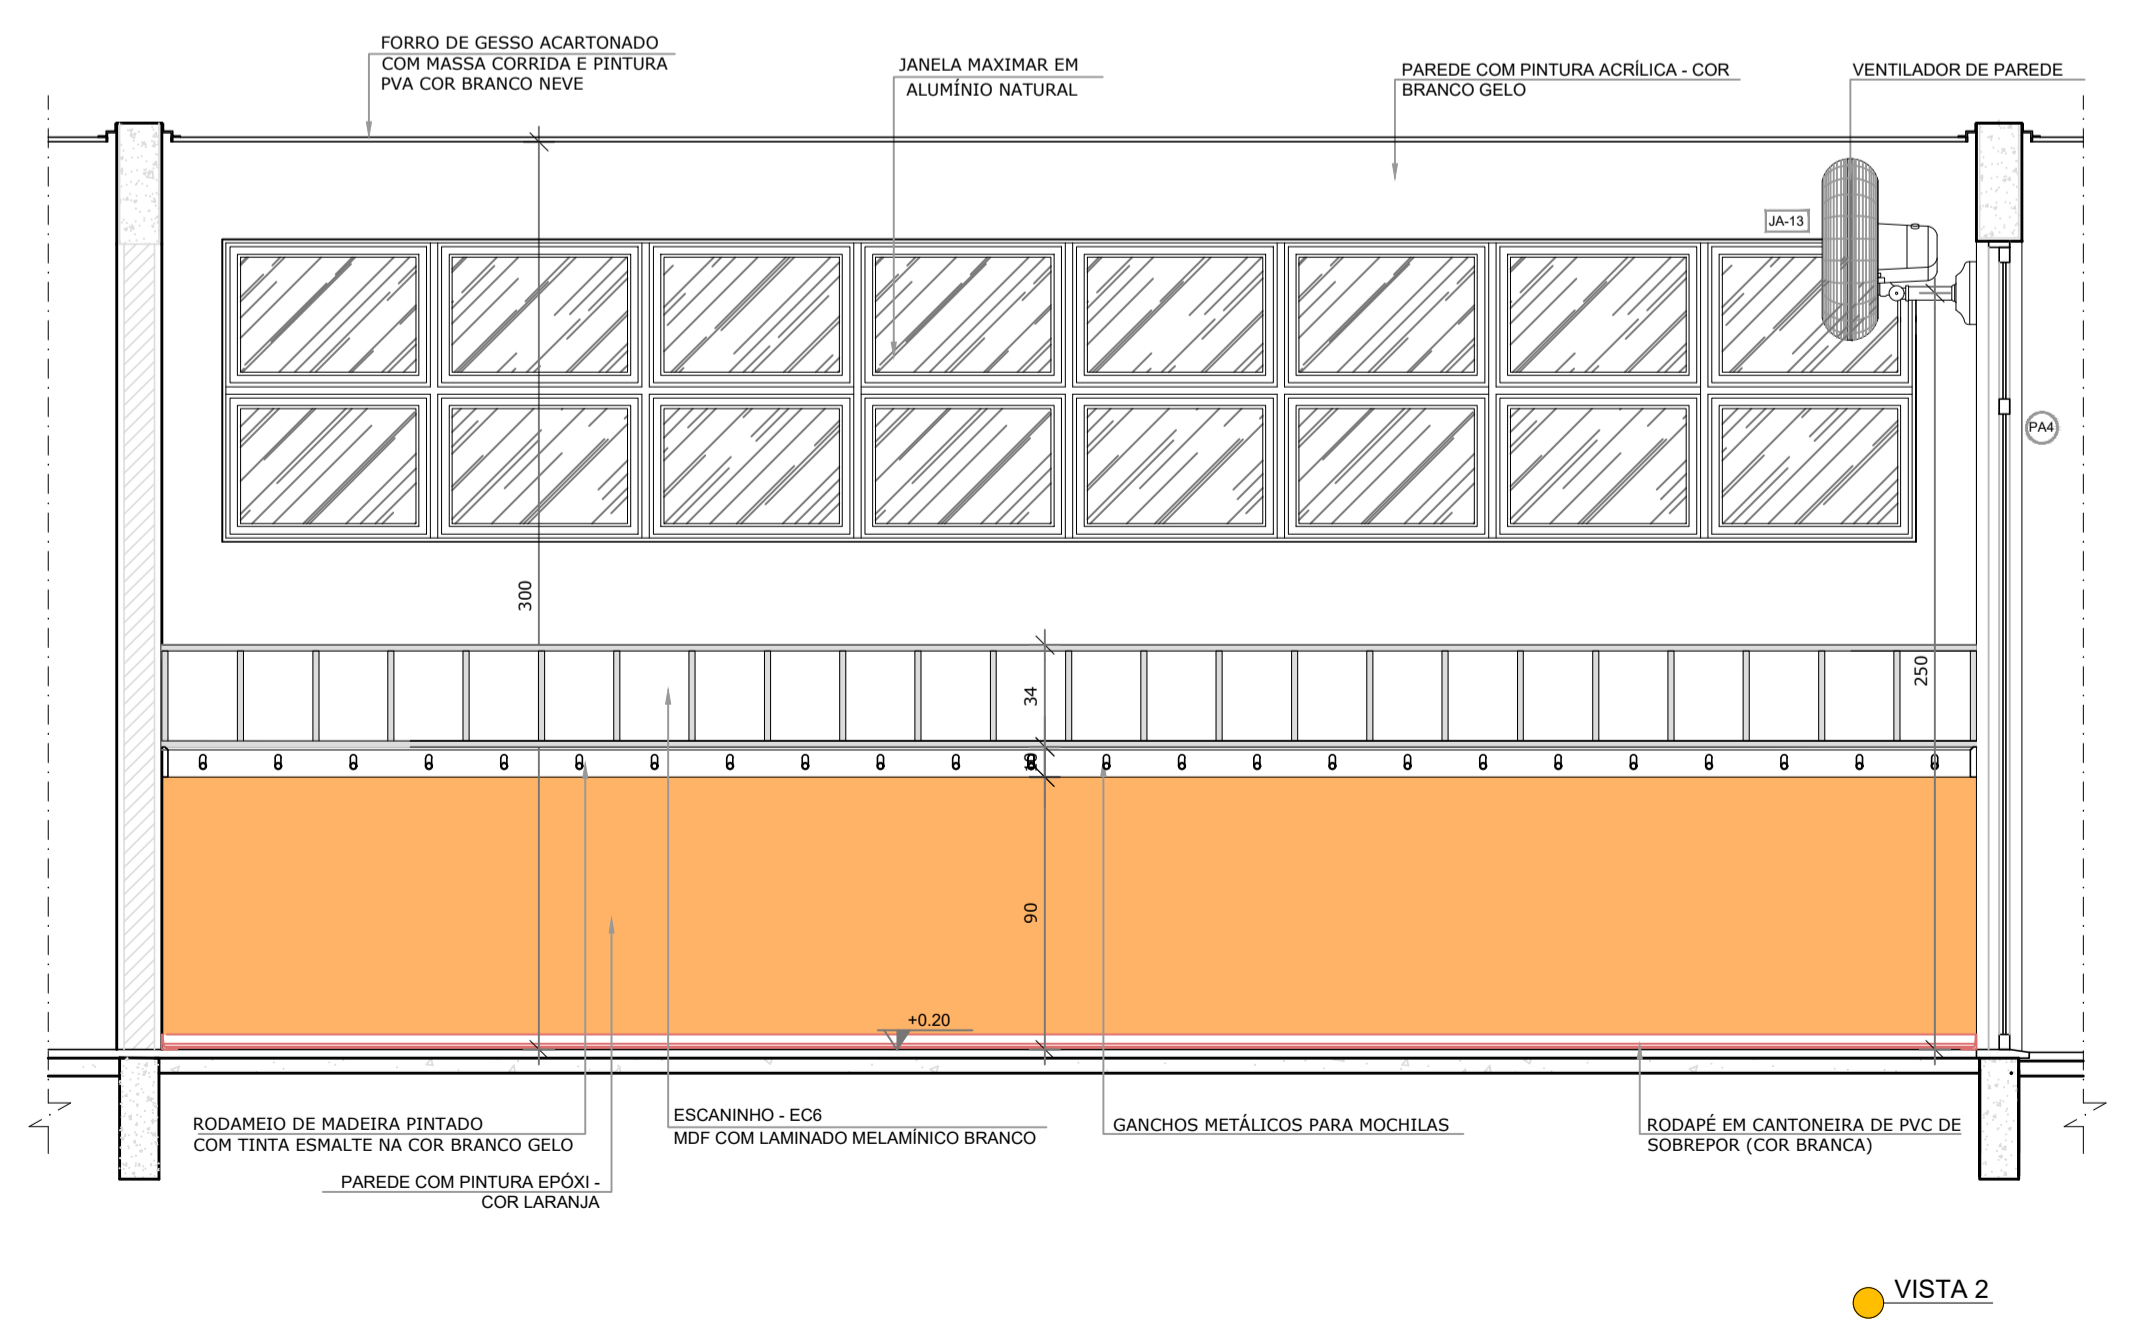 FORRO DE GESSO ACARTONADO
COM MASSA CORRIDA E PINTURA
PVA COR BRANCO NEVE
JANELA MAXIMAR EM
ALUMÍNIO NATURAL
PAREDE COM PINTURA ACRÍLICA - COR
BRANCO GELO
VENTILADOR DE PAREDE
JA-13
PA4
300
34
250
10
90
+0.20
RODAMEIO DE MADEIRA PINTADO
COM TINTA ESMALTE NA COR BRANCO GELO
ESCANINHO - EC6
MDF COM LAMINADO MELAMÍNICO BRANCO
GANCHOS METÁLICOS PARA MOCHILAS
RODAPÉ EM CANTONEIRA DE PVC DE
SOBREPOR (COR BRANCA)
PAREDE COM PINTURA EPÓXI -
COR LARANJA
VISTA 2